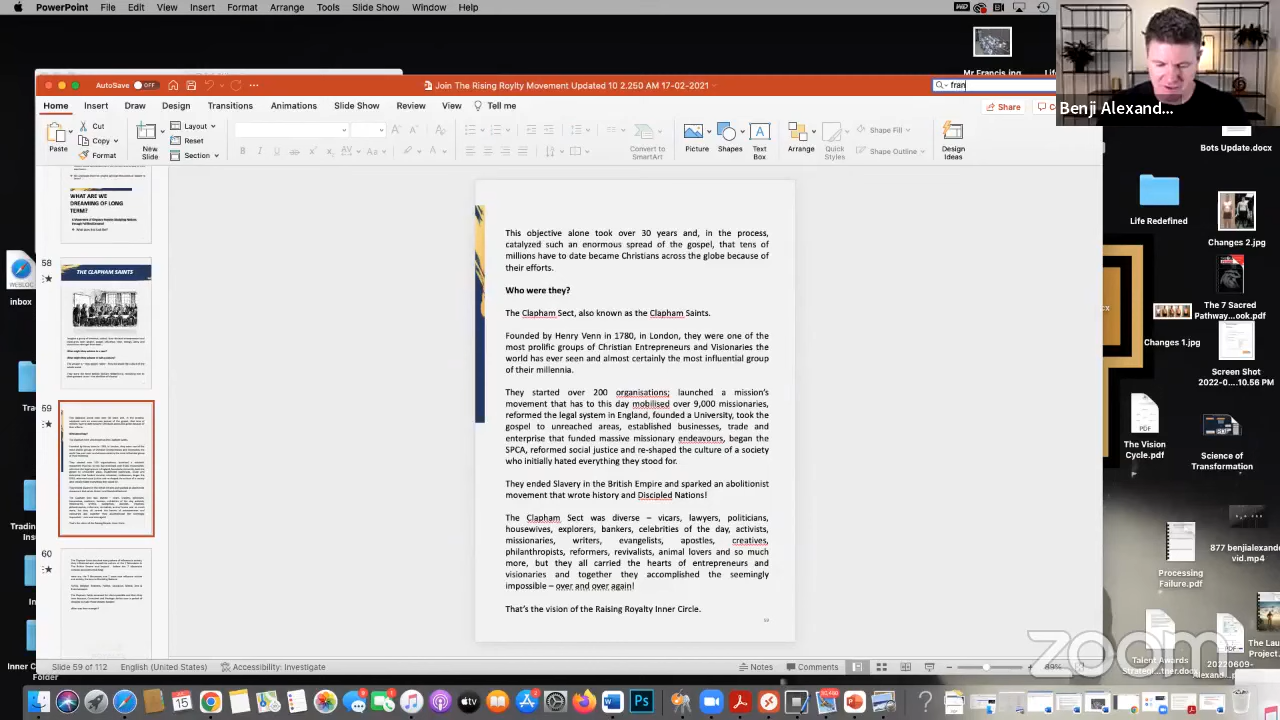 PowerPoint File Edit View Insert Format Arrange Tools Slide Show Window Help
AutoSave OFF
Join The Rising Roylty Movement Updated 10 2.250 AM 17-02-2021
fran
Home Insert Draw Design Transitions Animations Slide Show Review View Tell me
Share
Paste
Cut
Copy
Format
New
Slide
Layout
Reset
Section
Convert to
SmartArt
Picture
Shapes
Text
Box
Arrange
Quick
Styles
Shape Fill
Shape Outline
Design
Ideas
Benji Alexand...
WHAT ARE WE
DREAMING OF LONG
TERM?
58
THE CLAPHAM SAINTS
59
60
This objective alone took over 30 years and, in the process,
catalyzed such an enormous spread of the gospel, that tens of
millions have to date became Christians across the globe because of
their efforts.
Who were they?
The Clapham Sect, also known as the Clapham Saints.
Founded by Henry Venn in 1780, in London, they were one of the
most prolific groups of Christian Entrepreneurs and Visionaries the
world has ever seen and almost certainly the most influential group
of their millennia.
They started over 200 organisations; launched a mission's
movement that has to this day mobilised over 9,000 missionaries,
reformed the legal system in England, founded a University, took the
gospel to unreached areas, established businesses, trade and
enterprise that funded massive missionary endeavours, began the
SPCA, reformed social justice and re-shaped the culture of a society
who initially hated everything they stood for.
They ended Slavery in the British Empire and sparked an abolitionist
movement that wrote history and Discipled Nations!
The Clapham Sect was diverse – vicars, lawyers, politicians,
housewives, explorers, bankers, celebrities of the day, activists,
missionaries, writers, evangelists, apostles, creatives,
philanthropists, reformers, revivalists, animal lovers and so much
more, but they all carried the hearts of entrepreneurs and
visionaries and together they accomplished the seemingly
impossible – over and over again!
That's the vision of the Raising Royalty Inner Circle.
59
Slide 59 of 112 English (United States) Accessibility: Investigate
Notes Comments
Mr Francis.jpg
Bots Update.docx
Life Redefined
Changes 2.jpg
The 7 Sacred
Pathway...ook.pdf
Changes 1.jpg
Screen Shot
2022-0...10.56 PM
The Vision
Cycle.pdf
Science of
Transformation
877 benjialexande
vid.mp4
Processing
Failure.pdf
The Lau
Project.
Talent Awards
20220609-
WEBLOC
inbox
Inner C
Folder
zoom